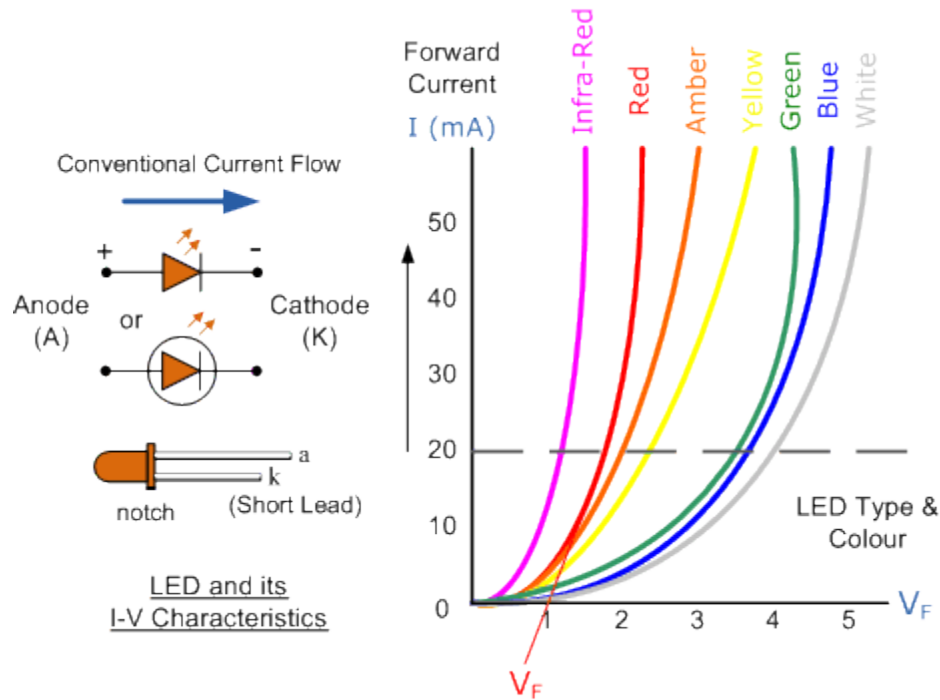 Forward
Current
I (mA)
Infra-Red
Red
Amber
Yellow
Green
Blue
White
Conventional Current Flow
+ -
Anode
(A)
or
Cathode
(K)
a
k
notch
(Short Lead)
LED and its
I-V Characteristics
50
40
30
20
10
0
LED Type &
Colour
1 2 3 4 5
V_F
V_F